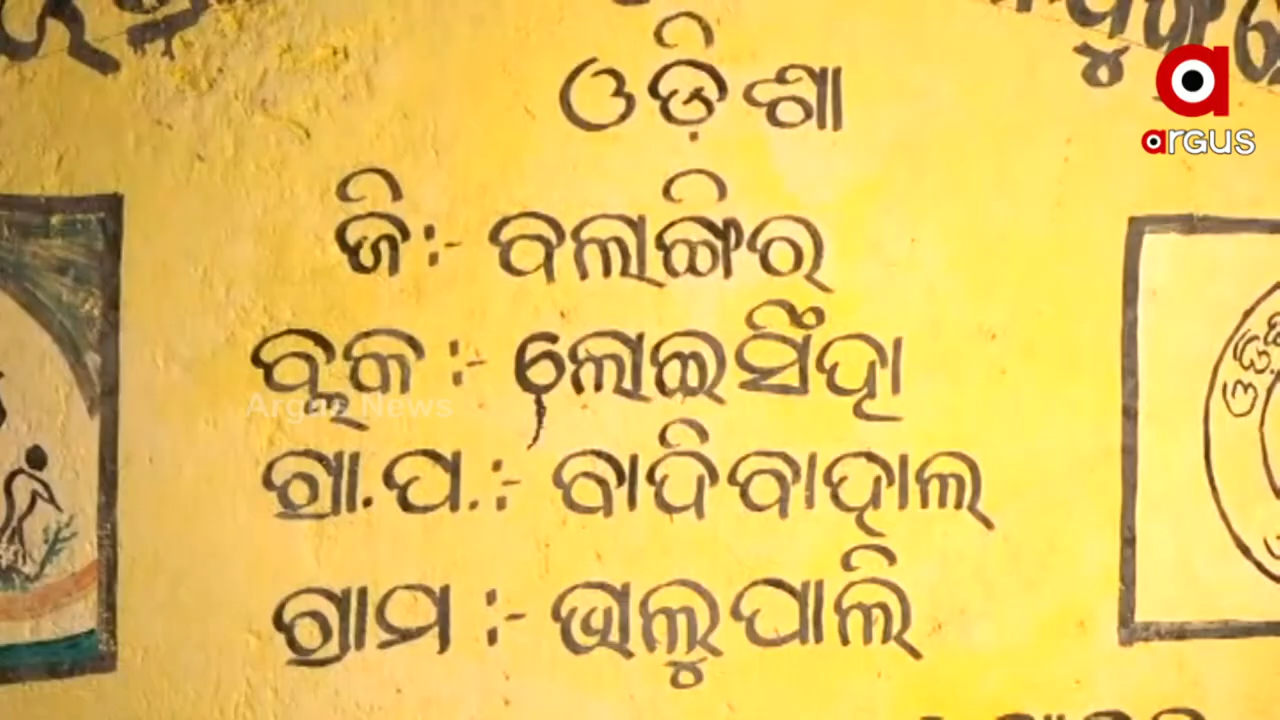 ଓଡ଼ିଶା
argus
ଜି:- ବଲାଙ୍ଗିର
ବ୍ଲକ :- ଲୋଇସିଂହା
Argus News
ଗ୍ରା.ପ.:- ବାଦିବାହାଲ
ଗ୍ରାମ :- ଭାଲୁପାଲି